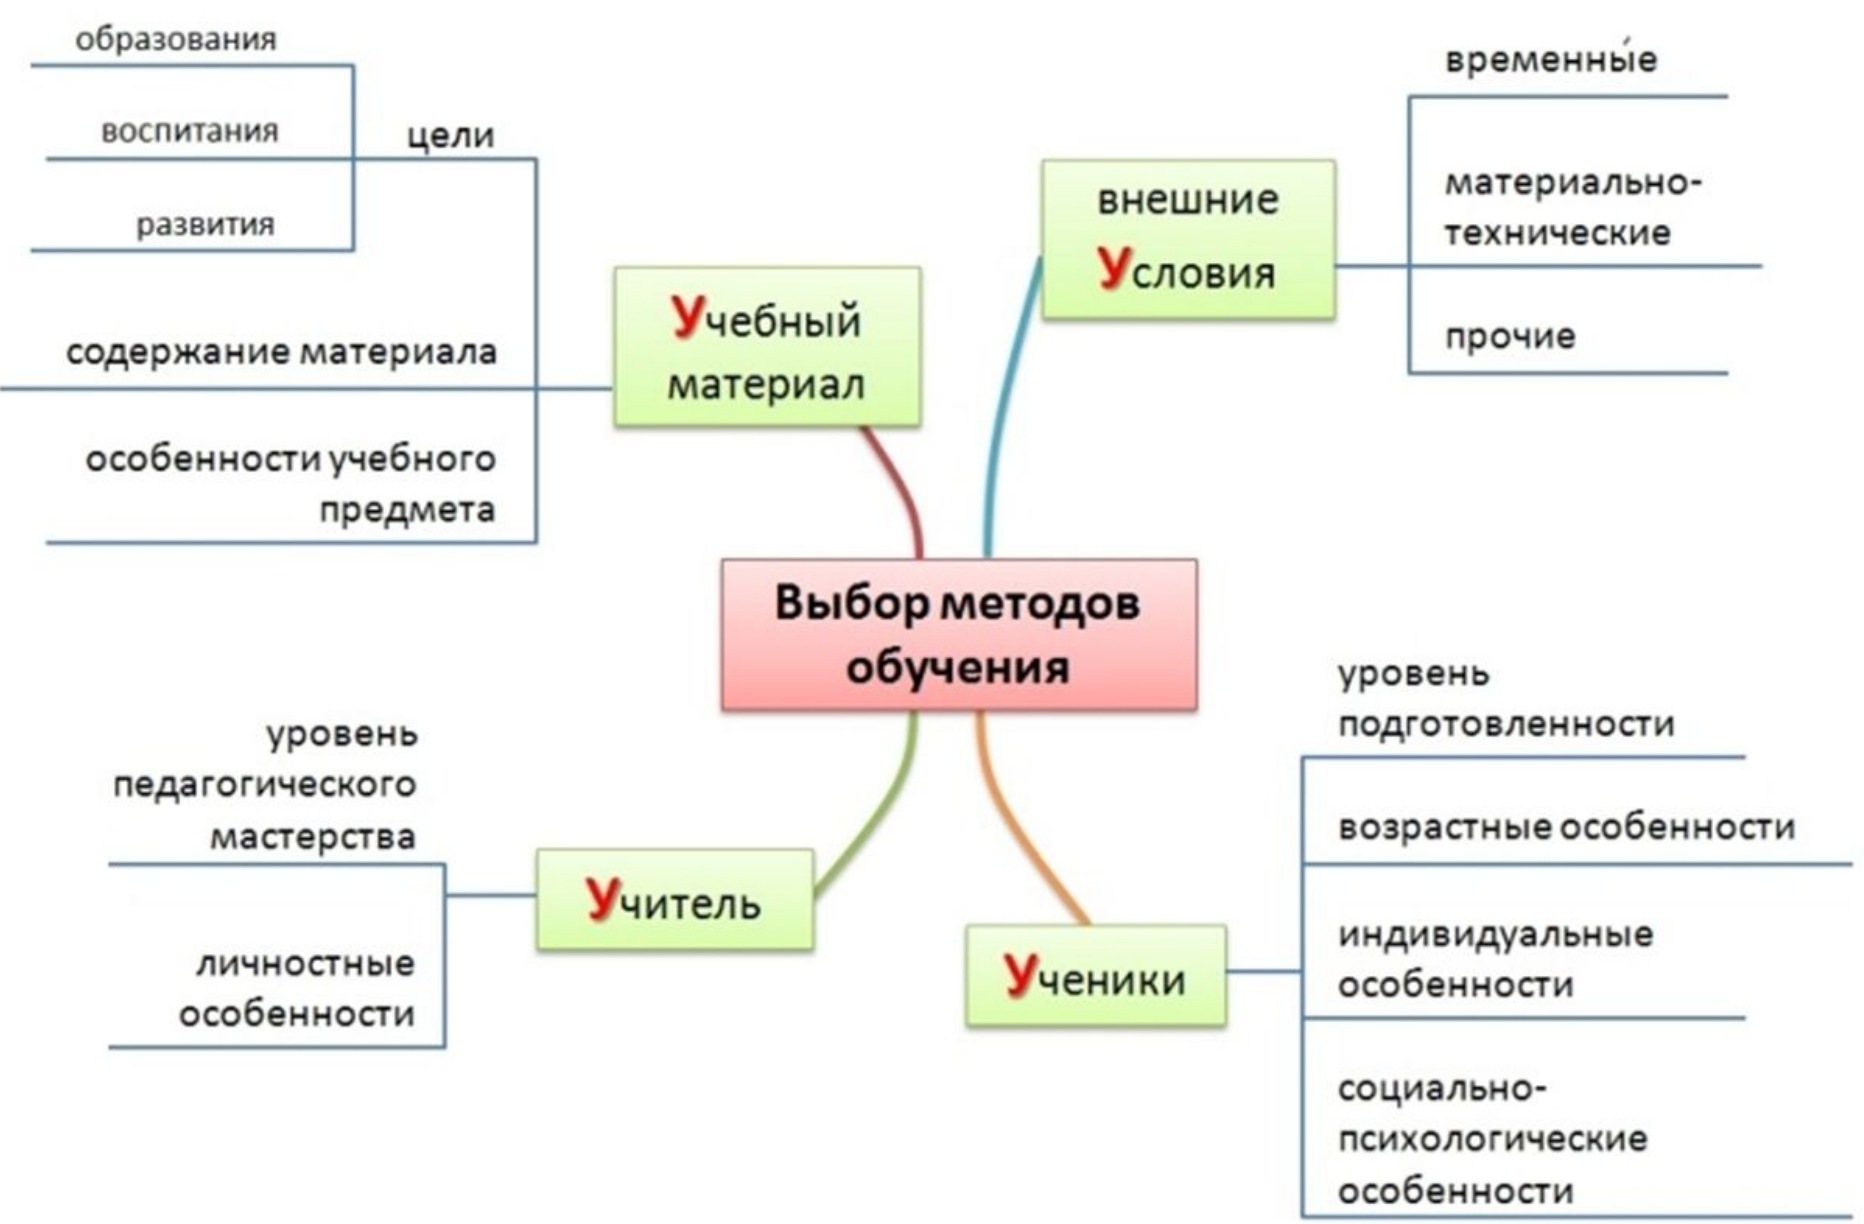 образования
воспитания
развития
цели
содержание материала
особенности учебного
предмета
Учебный
материал
внешние
Условия
временны́е
материально-
технические
прочие
Выбор методов
обучения
уровень
педагогического
мастерства
личностные
особенности
Учитель
Ученики
уровень
подготовленности
возрастные особенности
индивидуальные
особенности
социально-
психологические
особенности